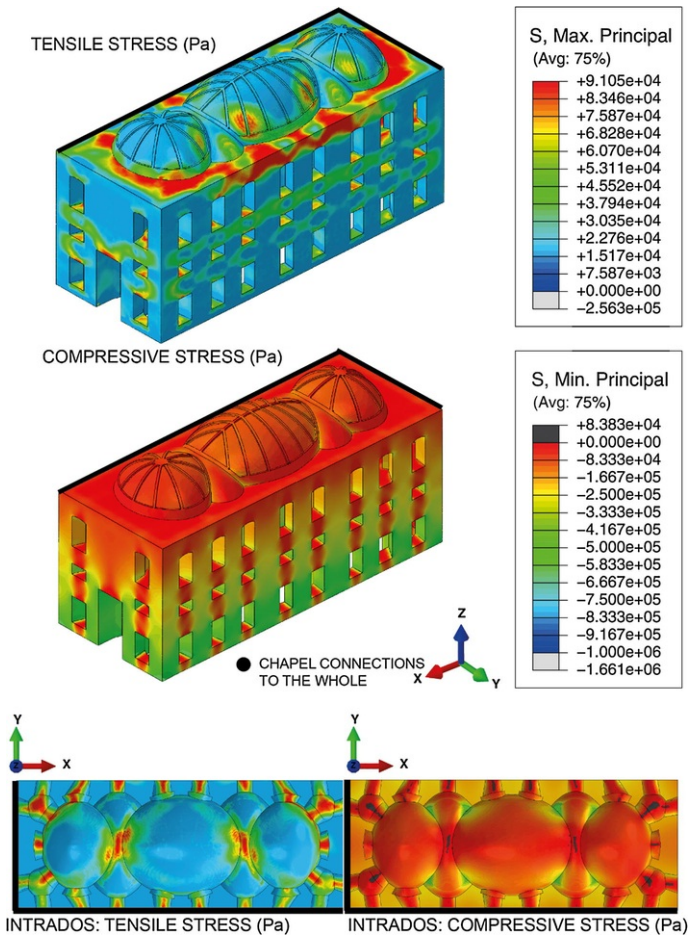 TENSILE STRESS (Pa)
S, Max. Principal
(Avg: 75%)
+9.105e+04
+8.346e+04
+7.587e+04
+6.828e+04
+6.070e+04
+5.311e+04
+4.552e+04
+3.794e+04
+3.035e+04
+2.276e+04
+1.517e+04
+7.587e+03
+0.000e+00
−2.563e+05
COMPRESSIVE STRESS (Pa)
S, Min. Principal
(Avg: 75%)
+8.383e+04
+0.000e+00
−8.333e+04
−1.667e+05
−2.500e+05
−3.333e+05
−4.167e+05
−5.000e+05
−5.833e+05
−6.667e+05
−7.500e+05
−8.333e+05
−9.167e+05
−1.000e+06
−1.661e+06
CHAPEL CONNECTIONS
TO THE WHOLE
Z
X
Y
Y
Z
X
Y
Z
X
INTRADOS: TENSILE STRESS (Pa)
INTRADOS: COMPRESSIVE STRESS (Pa)